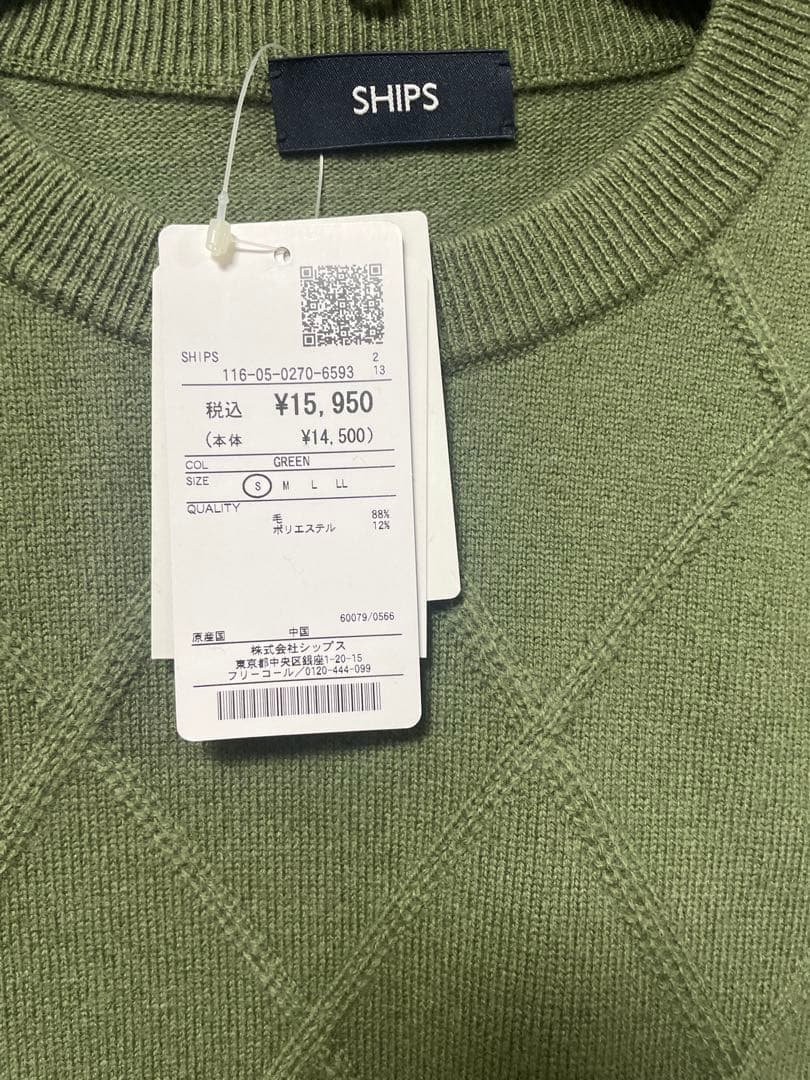 SHIPS
SHIPS 2
116-05-0270-6593 13
税込 ¥15,950
(本体 ¥14,500)
COL GREEN
SIZE S M L LL
QUALITY
毛 88%
ポリエステル 12%
60079/0566
原産国 中国
株式会社シップス
東京都中央区銀座1-20-15
フリーコール/0120-444-099